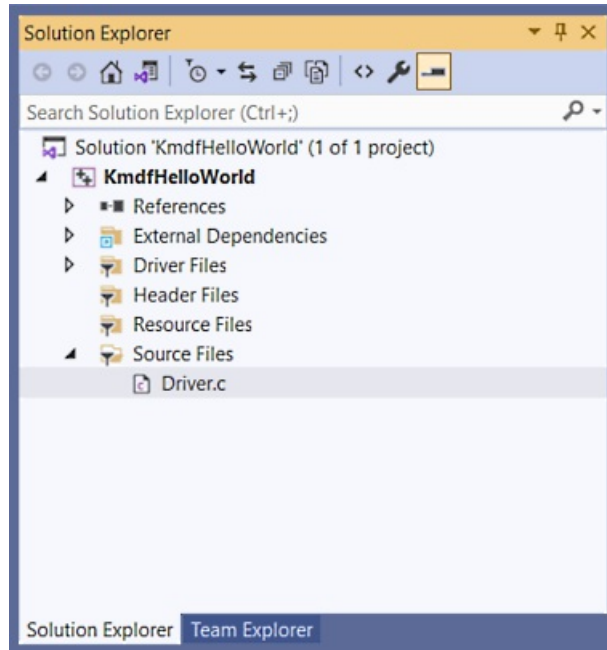 Solution Explorer
Search Solution Explorer (Ctrl+;)
Solution 'KmdfHelloWorld' (1 of 1 project)
KmdfHelloWorld
References
External Dependencies
Driver Files
Header Files
Resource Files
Source Files
Driver.c
Solution Explorer Team Explorer